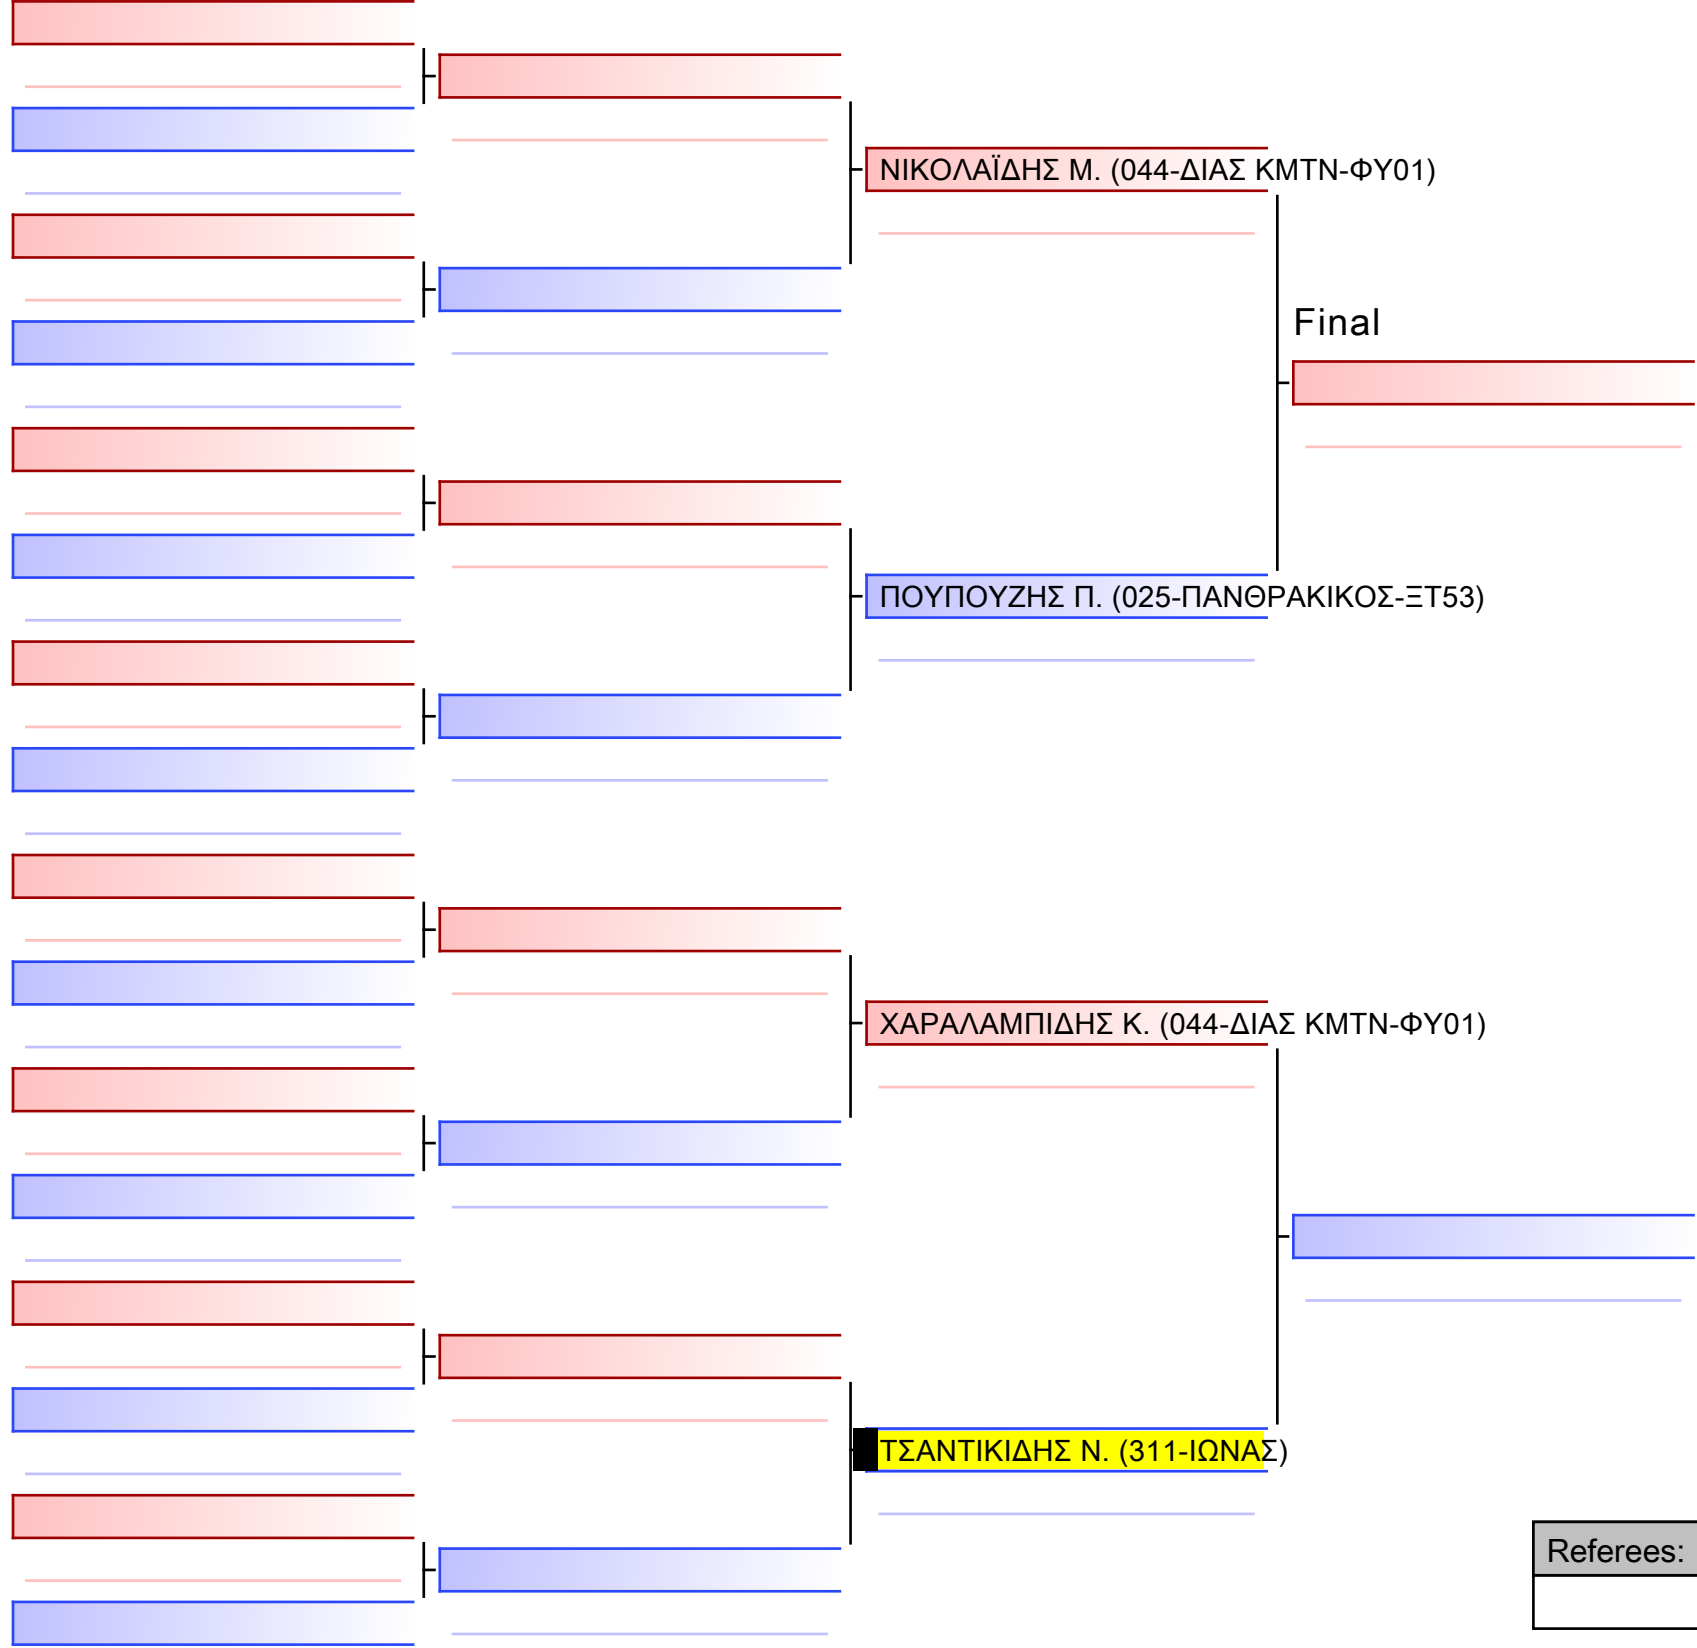 ΝΙΚΟΛΑΪΔΗΣ Μ. (044-ΔΙΑΣ ΚΜΤΝ-ΦΥ01)
Final
ΠΟΥΠΟΥΖΗΣ Π. (025-ΠΑΝΘΡΑΚΙΚΟΣ-ΞΤ53)
ΧΑΡΑΛΑΜΠΙΔΗΣ Κ. (044-ΔΙΑΣ ΚΜΤΝ-ΦΥ01)
ΤΣΑΝΤΙΚΙΔΗΣ Ν. (311-ΙΩΝΑΣ)
Referees: